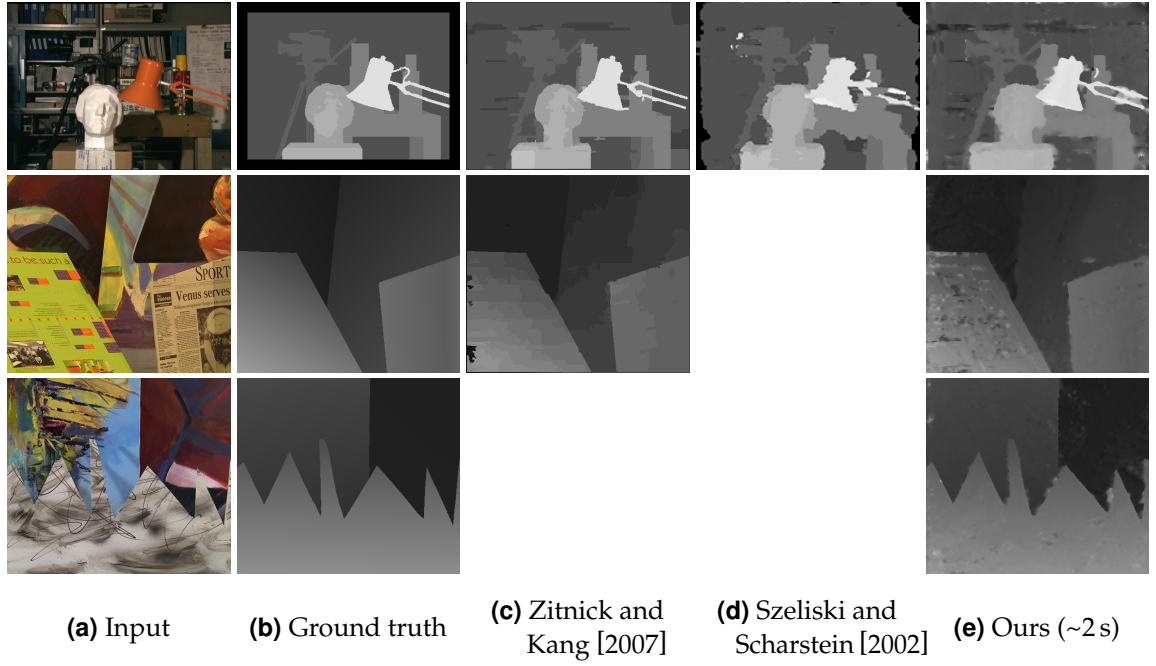 to be such a
SPORT
Venus serves
(a) Input
(b) Ground truth
(c) Zitnick and
Kang [2007]
(d) Szeliski and
Scharstein [2002]
(e) Ours (~2 s)